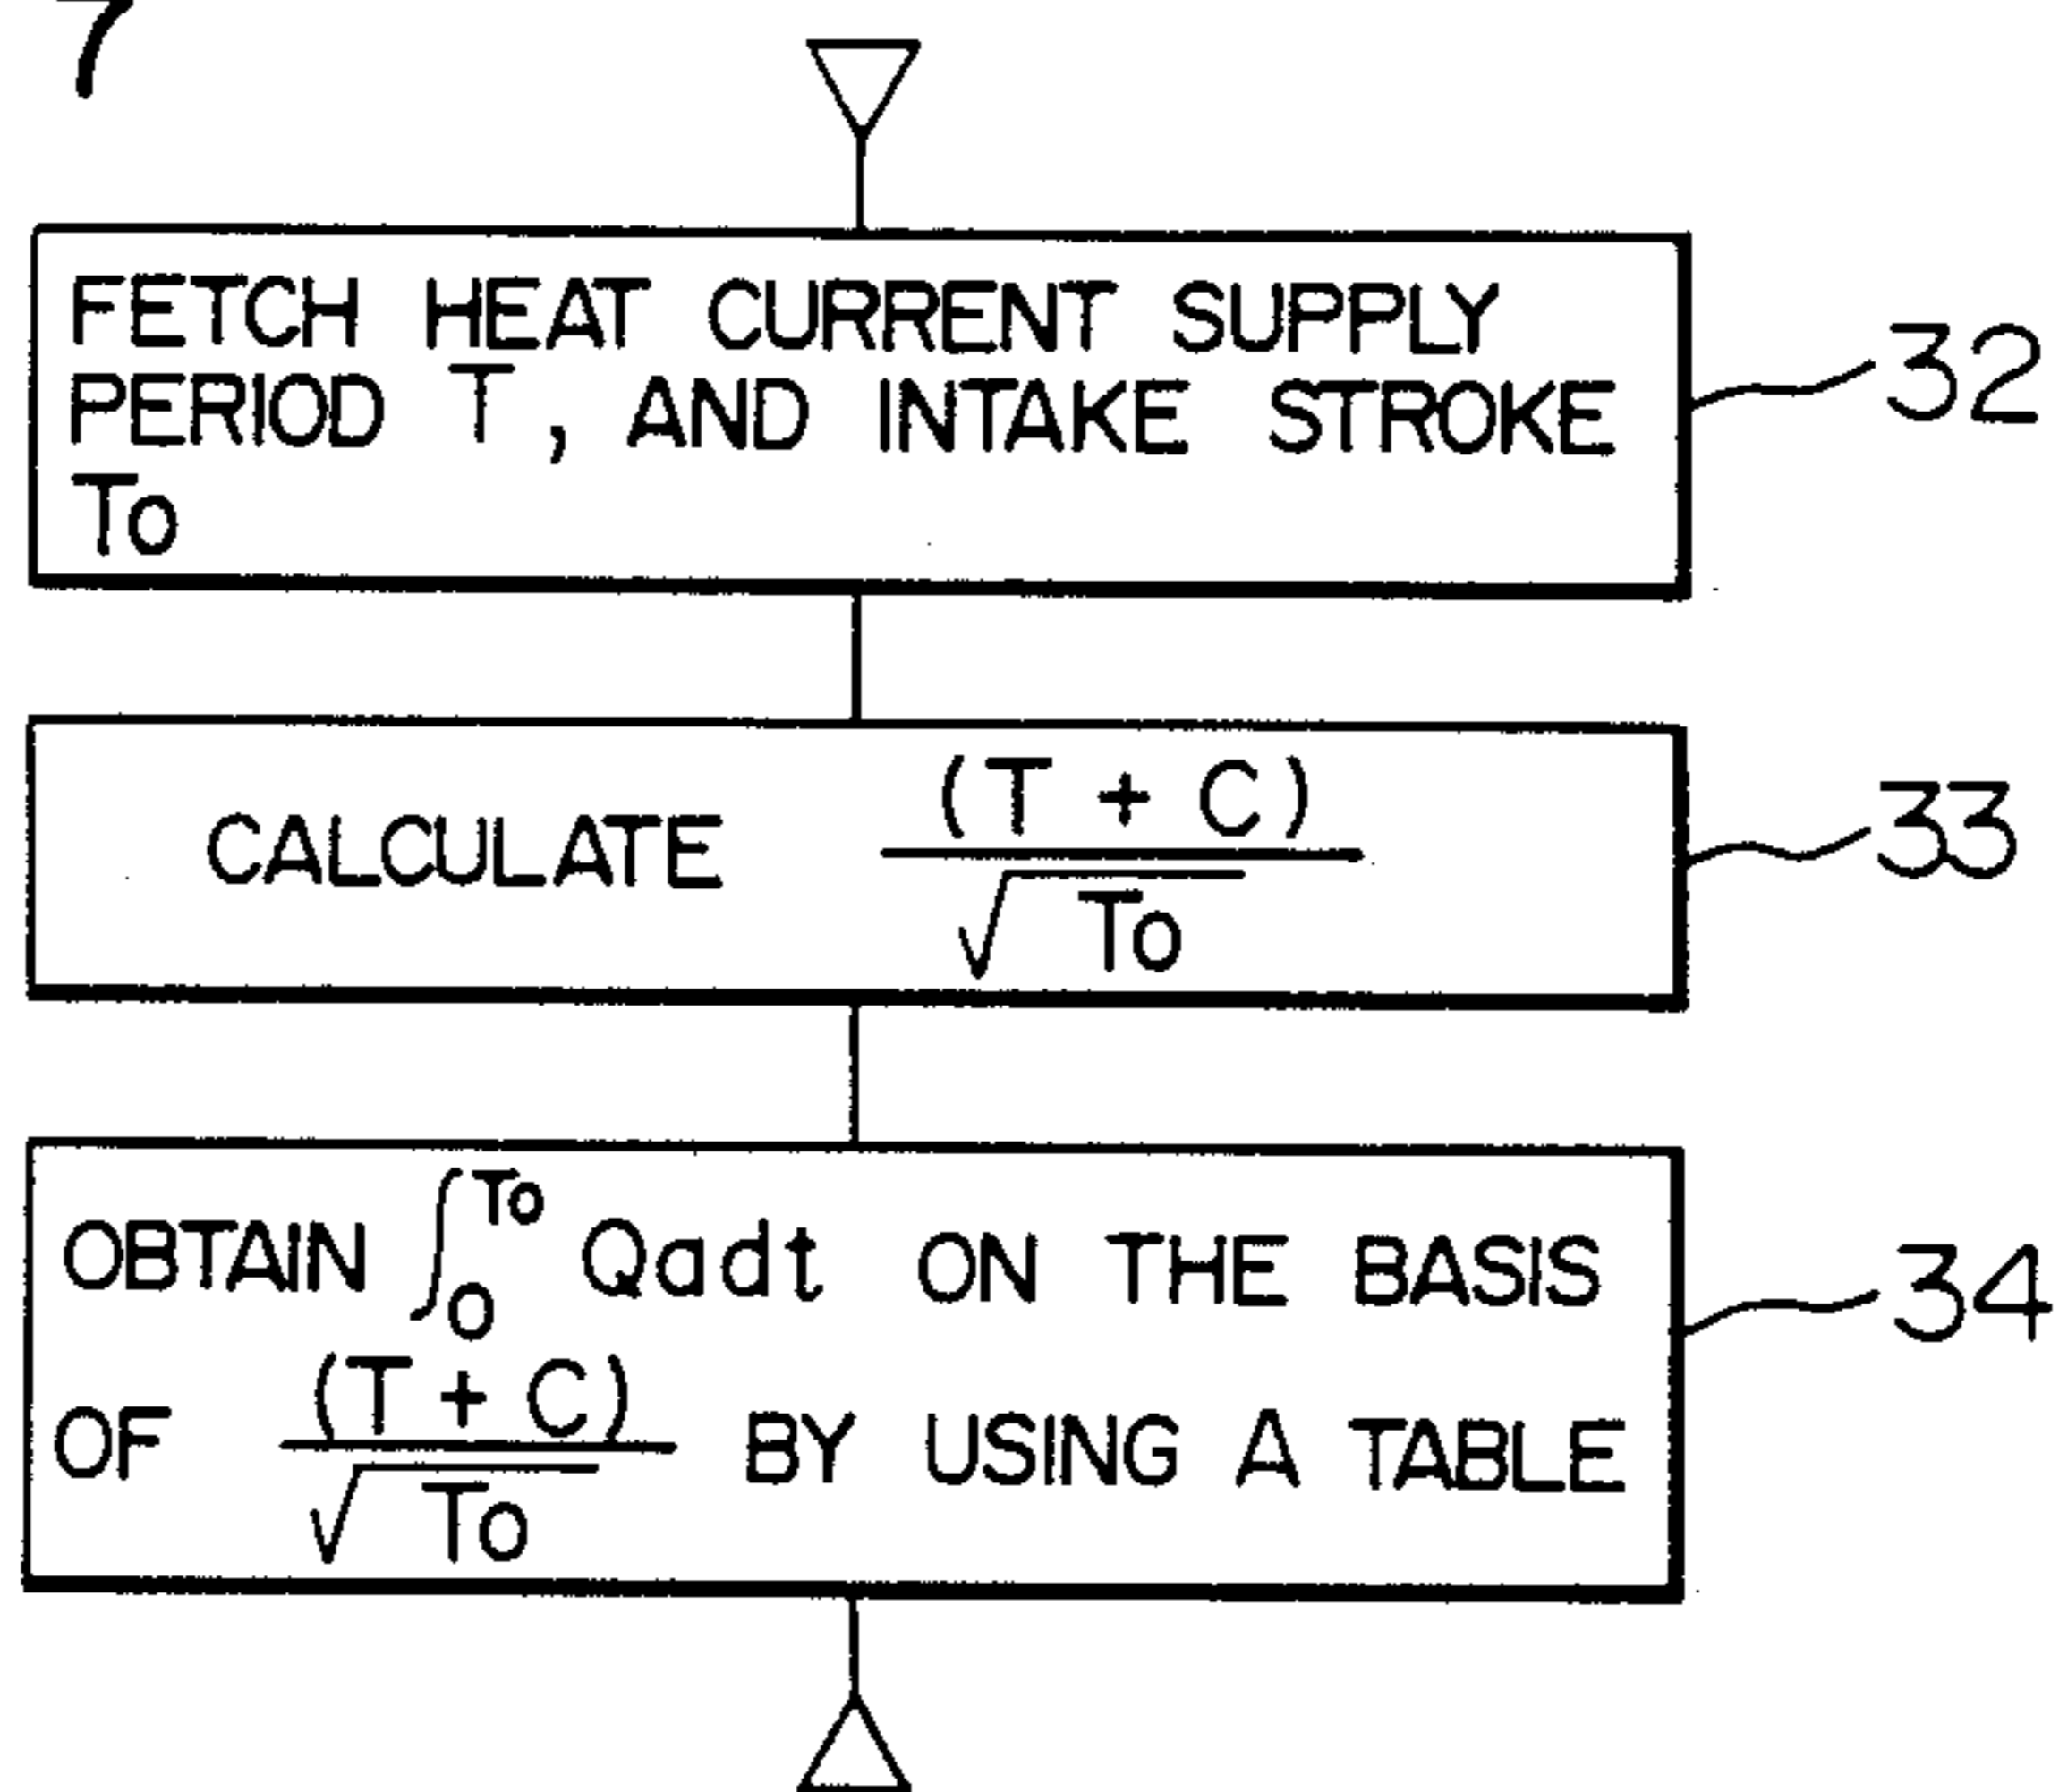 7
FETCH HEAT CURRENT SUPPLY
PERIOD T, AND INTAKE STROKE
To
32
CALCULATE (T + C) / √To
33
OBTAIN ∫₀^To Qadt ON THE BASIS
OF (T + C) / √To BY USING A TABLE
34